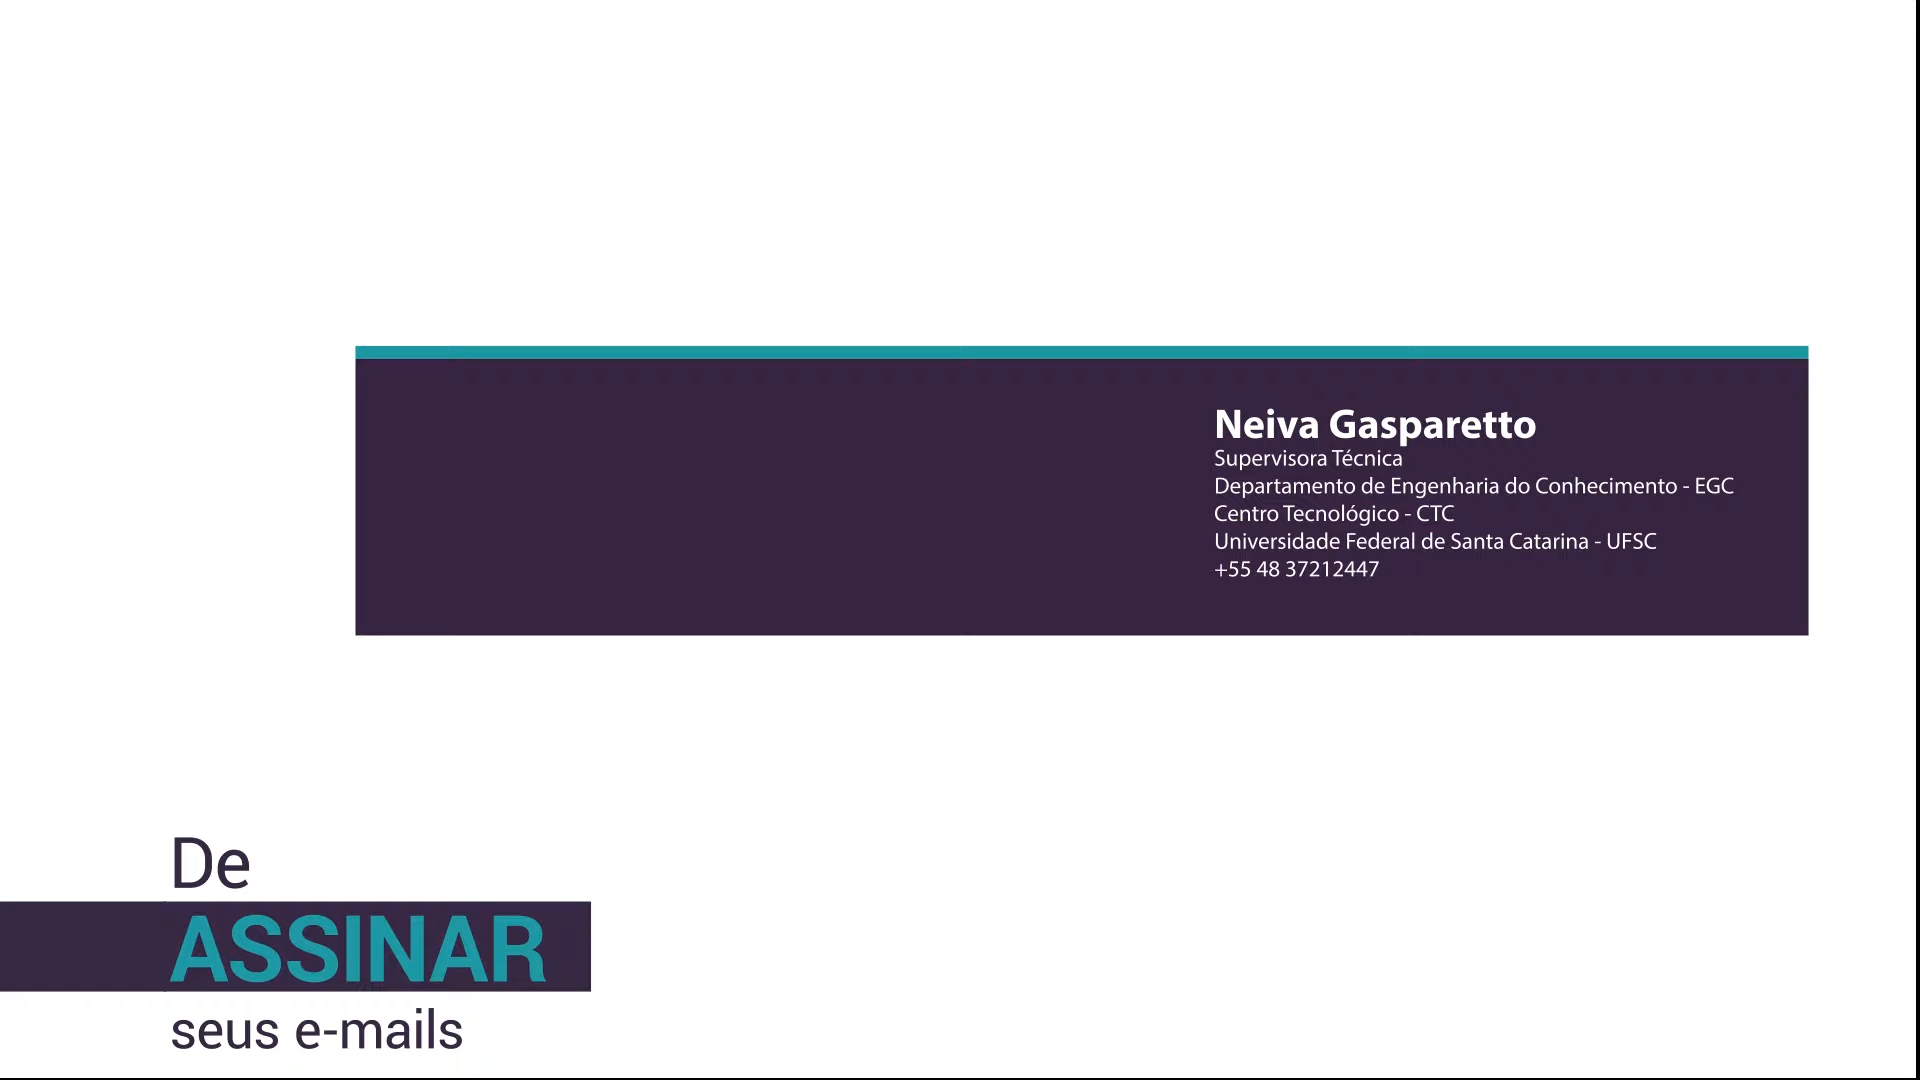 Neiva Gasparetto
Supervisora Técnica
Departamento de Engenharia do Conhecimento - EGC
Centro Tecnológico - CTC
Universidade Federal de Santa Catarina - UFSC
+55 48 37212447
De
ASSINAR
seus e-mails